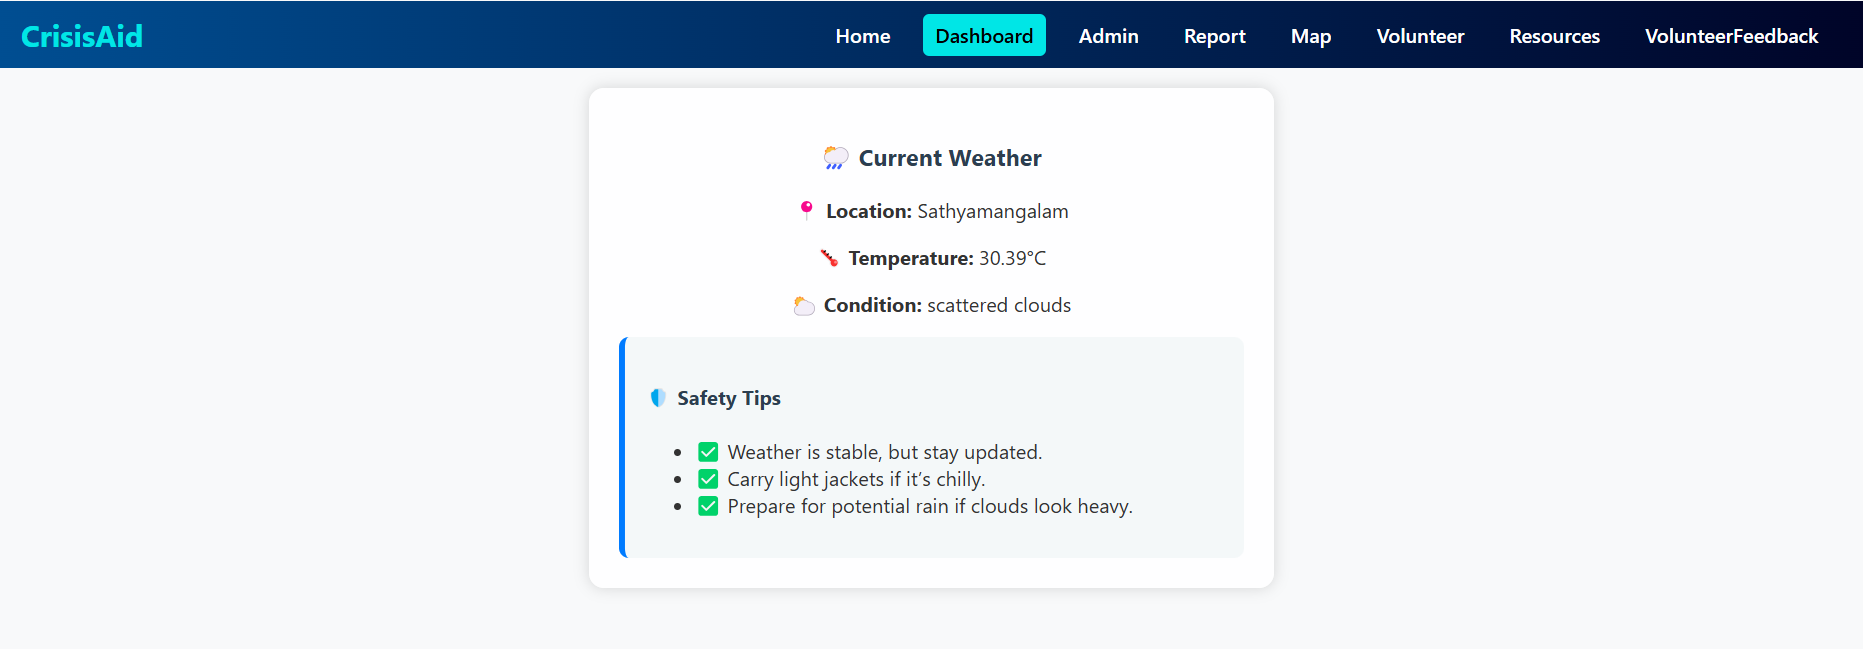 CrisisAid Home Dashboard Admin Report Map Volunteer Resources VolunteerFeedback
Current Weather
Location: Sathyamangalam
Temperature: 30.39°C
Condition: scattered clouds
Safety Tips
Weather is stable, but stay updated.
Carry light jackets if it’s chilly.
Prepare for potential rain if clouds look heavy.